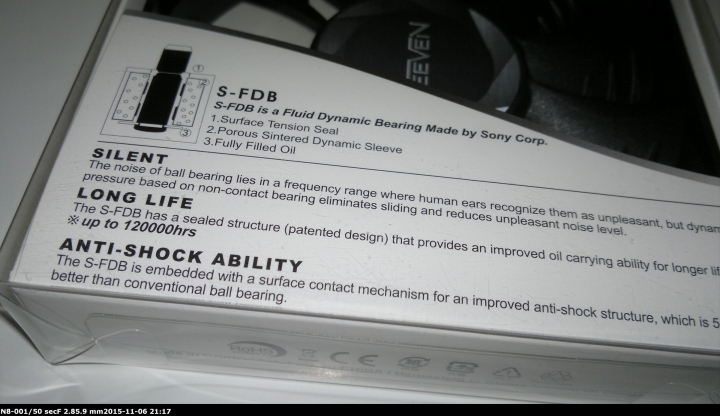 EEVEN
1
2
3
S-FDB
S-FDB is a Fluid Dynamic Bearing Made by Sony Corp.
1.Surface Tension Seal
2.Porous Sintered Dynamic Sleeve
3.Fully Filled Oil
SILENT
The noise of ball bearing lies in a frequency range where human ears recognize them as unpleasant, but dynam
pressure based on non-contact bearing eliminates sliding and reduces unpleasant noise level.
LONG LIFE
The S-FDB has a sealed structure (patented design) that provides an improved oil carrying ability for longer lif
※ up to 120000hrs
ANTI-SHOCK ABILITY
The S-FDB is embedded with a surface contact mechanism for an improved anti-shock structure, which is 5
better than conventional ball bearing.
RoHS CE
N8-001/50 secF 2.85.9 mm2015-11-06 21:17